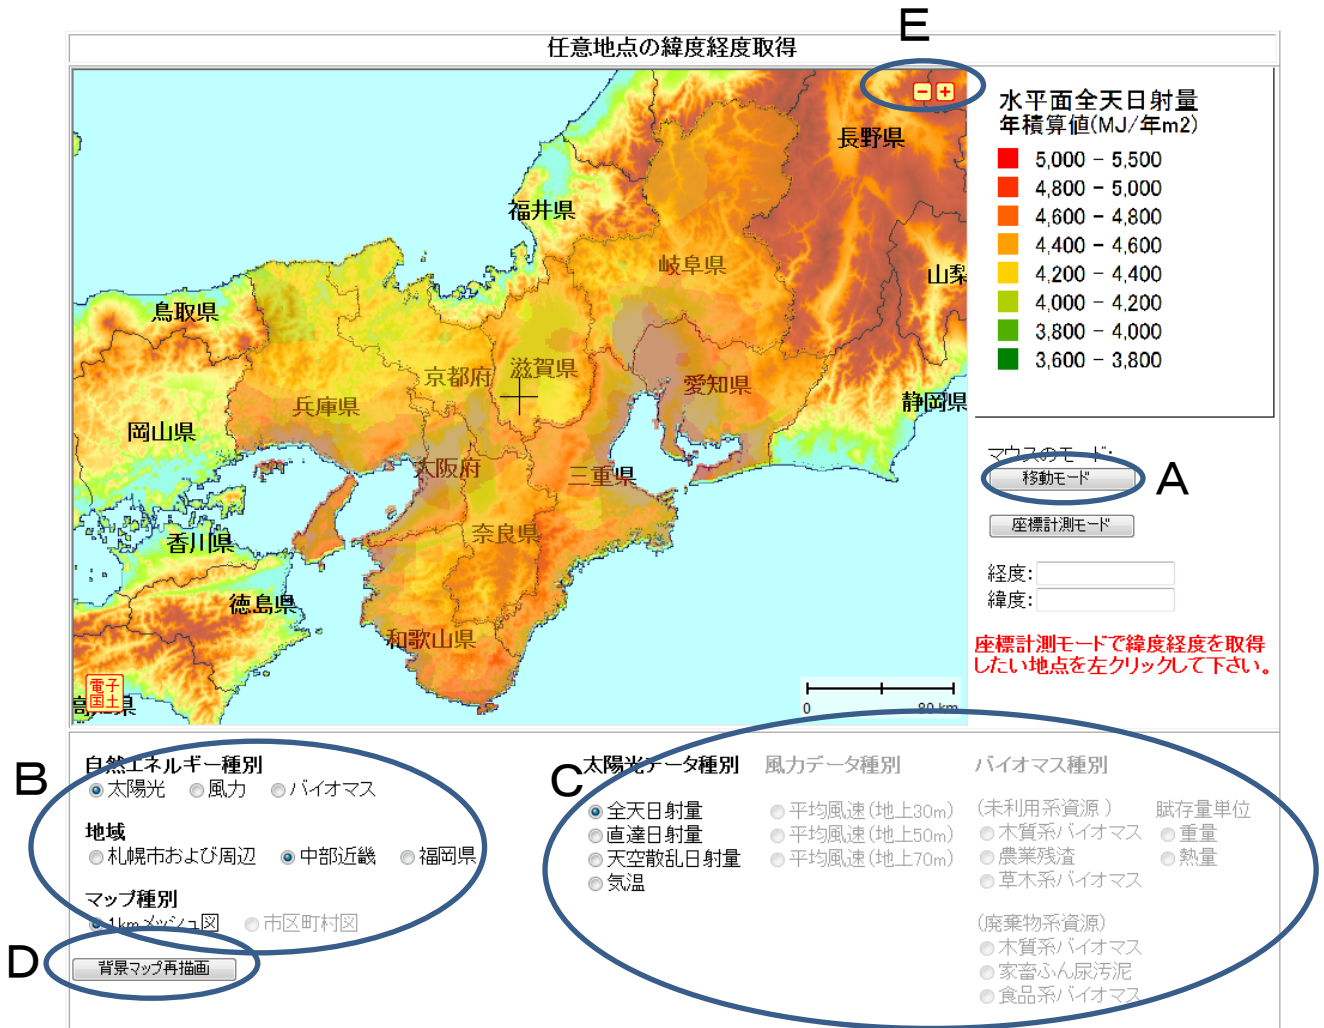 E
任意地点の緯度経度取得
水平面全天日射量
年積算値(MJ/年m2)
5,000 - 5,500
4,800 - 5,000
4,600 - 4,800
4,400 - 4,600
4,200 - 4,400
4,000 - 4,200
3,800 - 4,000
3,600 - 3,800
長野県
福井県
岐阜県
山梨
鳥取県
滋賀県
京都府
愛知県
兵庫県
静岡県
岡山県
大阪府
三重県
奈良県
香川県
徳島県
和歌山県
電子
国土
0 80 km
マウスのモード:
移動モード
A
座標計測モード
経度:
緯度:
座標計測モードで緯度経度を取得
したい地点を左クリックして下さい。
B
自然エネルギー種別
太陽光 風力 バイオマス
地域
札幌市および周辺 中部近畿 福岡県
マップ種別
1kmメッシュ図 市区町村図
D
背景マップ再描画
C
太陽光データ種別 風力データ種別 バイオマス種別
全天日射量 平均風速(地上30m) (未利用系資源) 賦存量単位
直達日射量 平均風速(地上50m) 木質系バイオマス 重量
天空散乱日射量 平均風速(地上70m) 農業残渣 熱量
気温 草木系バイオマス
(廃棄物系資源)
木質系バイオマス
家畜ふん尿汚泥
食品系バイオマス